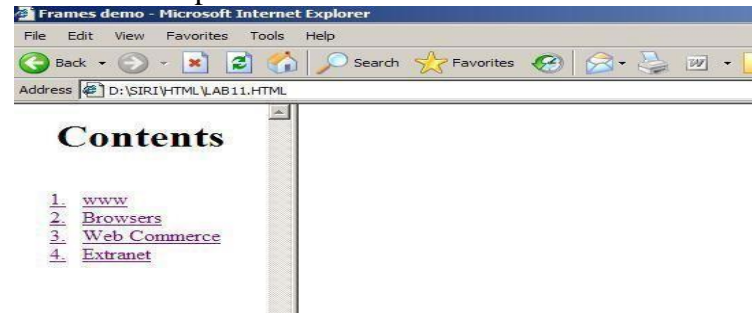 Frames demo - Microsoft Internet Explorer
File Edit View Favorites Tools Help
Back Search Favorites W
Address D:\SIRI\HTML\LAB11.HTML
Contents
1. www
2. Browsers
3. Web Commerce
4. Extranet